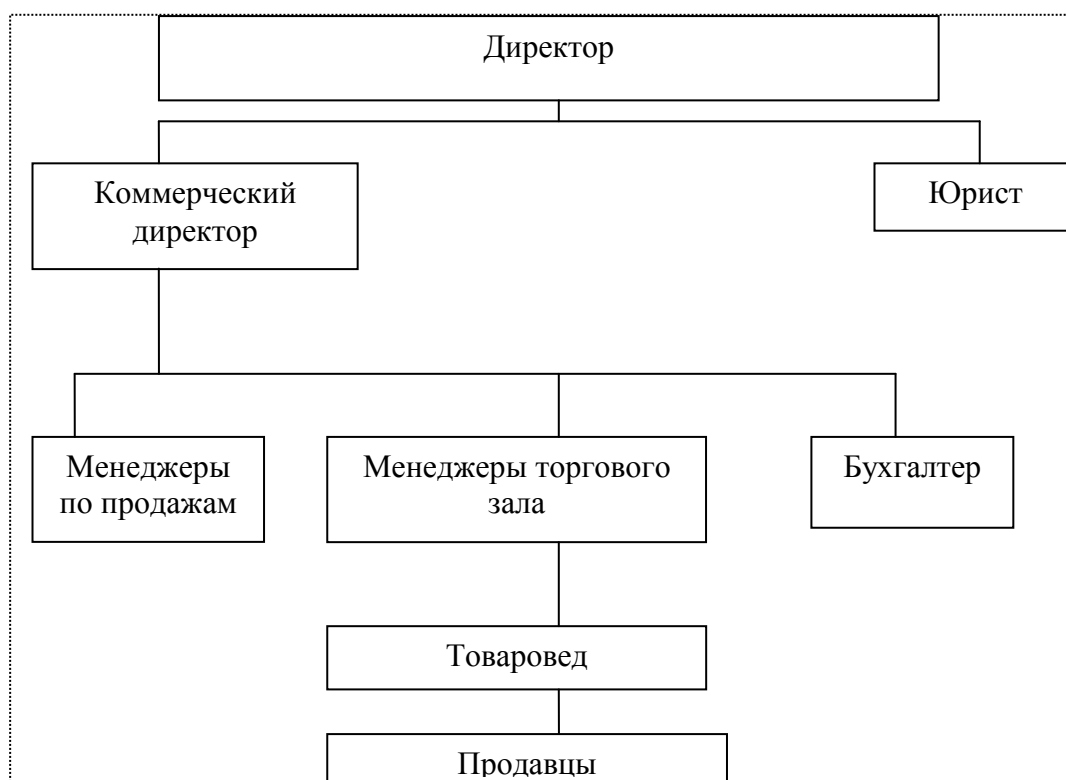 Директор
Коммерческий
директор
Юрист
Менеджеры
по продажам
Менеджеры торгового
зала
Бухгалтер
Товаровед
Продавцы